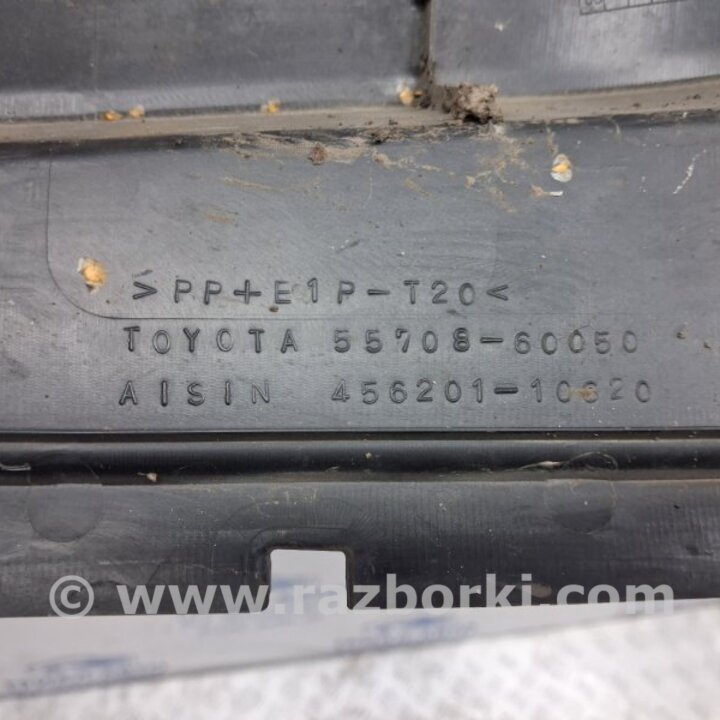 >PP+E1P-T20<
TOYOTA 55708-60050
AISIN 456201-10620
© www.razborki.com